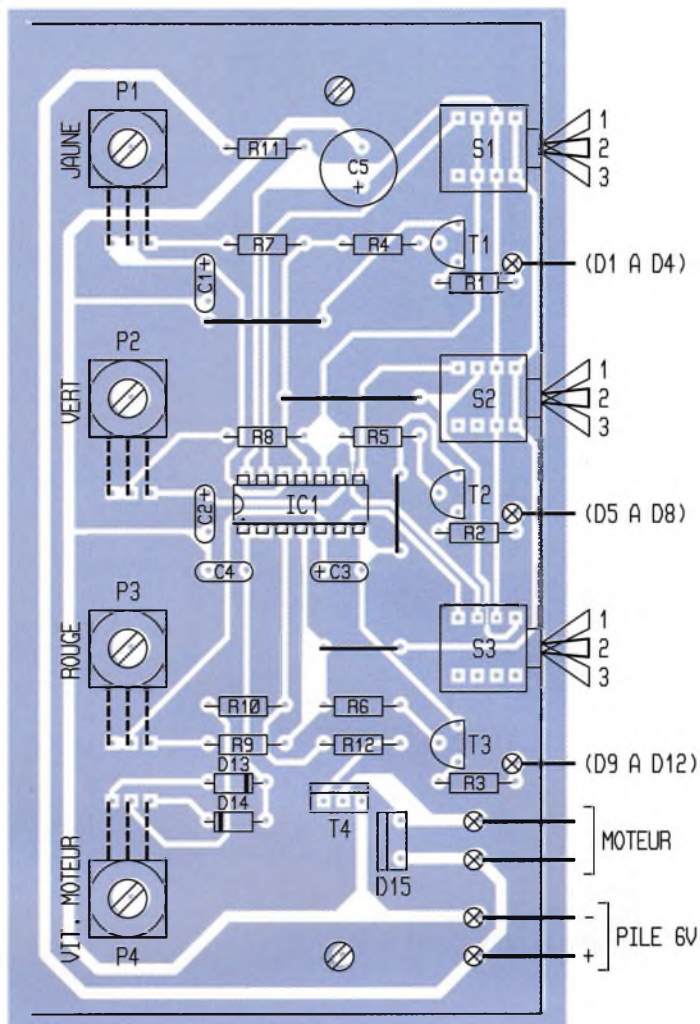 P1
JAUNE
R11
C5
+
S1
1
2
3
R7
R4
T1
C1+
R1
(D1 A D4)
P2
VERT
R8
R5
S2
1
2
3
IC1
C2+
T2
R2
(D5 A D8)
C4
+C3
P3
ROUGE
S3
1
2
3
R10
R6
R9
R12
T3
D13
R3
(D9 A D12)
D14
T4
D15
MOTEUR
VIT. MOTEUR
P4
-
+
PILE 6V